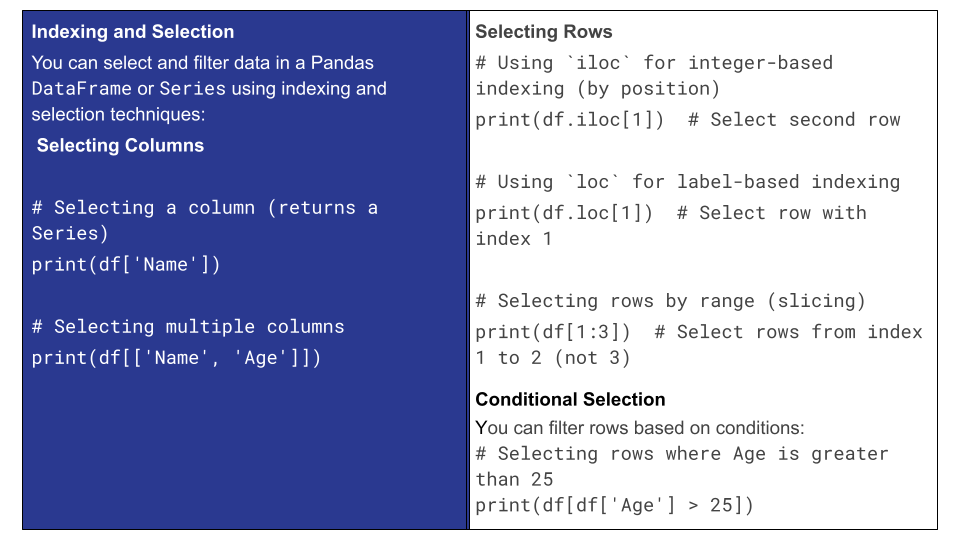 Indexing and Selection
You can select and filter data in a Pandas
DataFrame or Series using indexing and
selection techniques:
Selecting Columns
# Selecting a column (returns a
Series)
print(df['Name'])
# Selecting multiple columns
print(df[['Name', 'Age']])
Selecting Rows
# Using `iloc` for integer-based
indexing (by position)
print(df.iloc[1])  # Select second row
# Using `loc` for label-based indexing
print(df.loc[1])  # Select row with
index 1
# Selecting rows by range (slicing)
print(df[1:3])  # Select rows from index
1 to 2 (not 3)
Conditional Selection
You can filter rows based on conditions:
# Selecting rows where Age is greater
than 25
print(df[df['Age'] > 25])